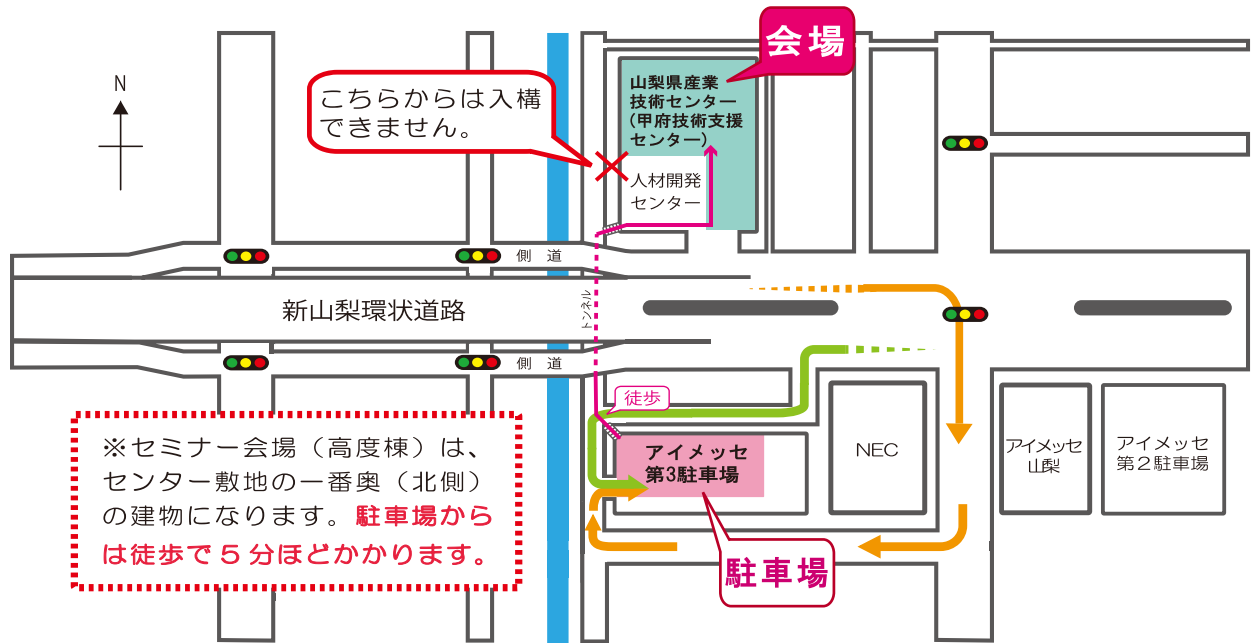 会場
N
山梨県産業
技術センター
(甲府技術支援
センター)
こちらからは入構
できません。
人材開発
センター
側道
新山梨環状道路
トンネル
側道
徒歩
※セミナー会場（高度棟）は、
センター敷地の一番奥（北側）
の建物になります。駐車場から
は徒歩で５分ほどかかります。
アイメッセ
第3駐車場
NEC
アイメッセ
山梨
アイメッセ
第２駐車場
駐車場